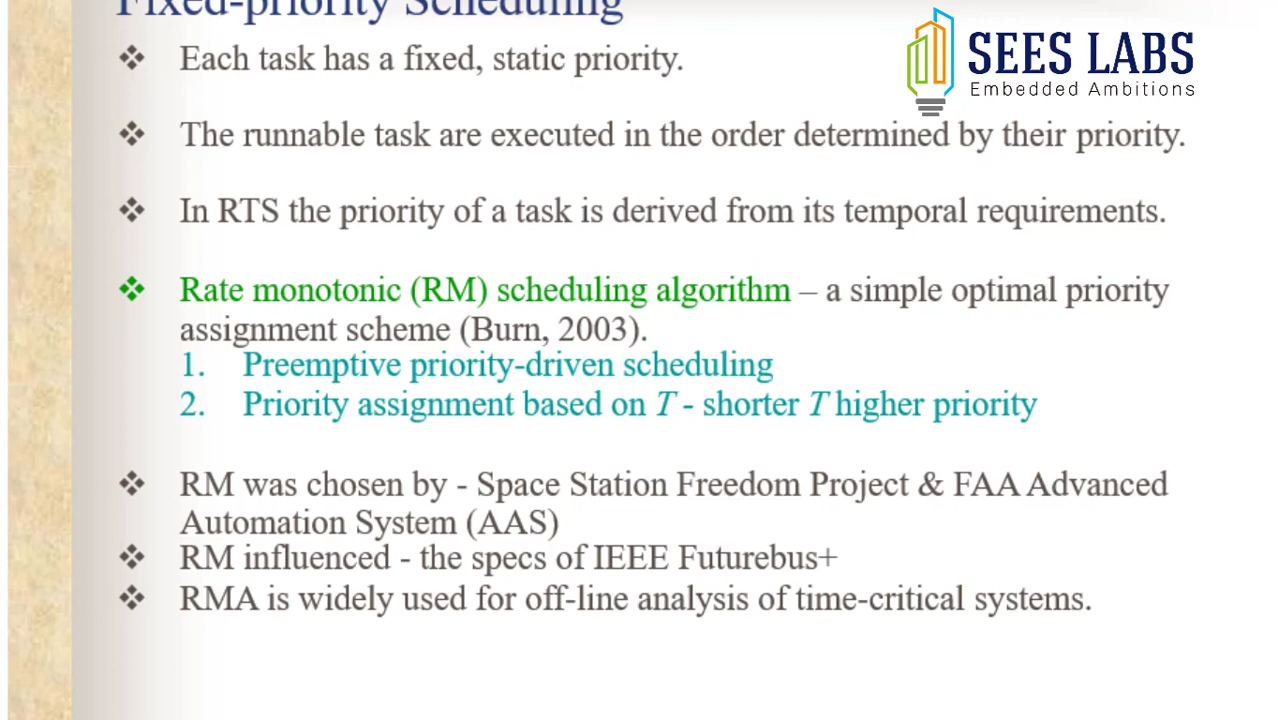 Fixed-priority Scheduling
SEES LABS
Embedded Ambitions
❖ Each task has a fixed, static priority.
❖ The runnable task are executed in the order determined by their priority.
❖ In RTS the priority of a task is derived from its temporal requirements.
❖ Rate monotonic (RM) scheduling algorithm – a simple optimal priority
assignment scheme (Burn, 2003).
1. Preemptive priority-driven scheduling
2. Priority assignment based on T - shorter T higher priority
❖ RM was chosen by - Space Station Freedom Project & FAA Advanced
Automation System (AAS)
❖ RM influenced - the specs of IEEE Futurebus+
❖ RMA is widely used for off-line analysis of time-critical systems.